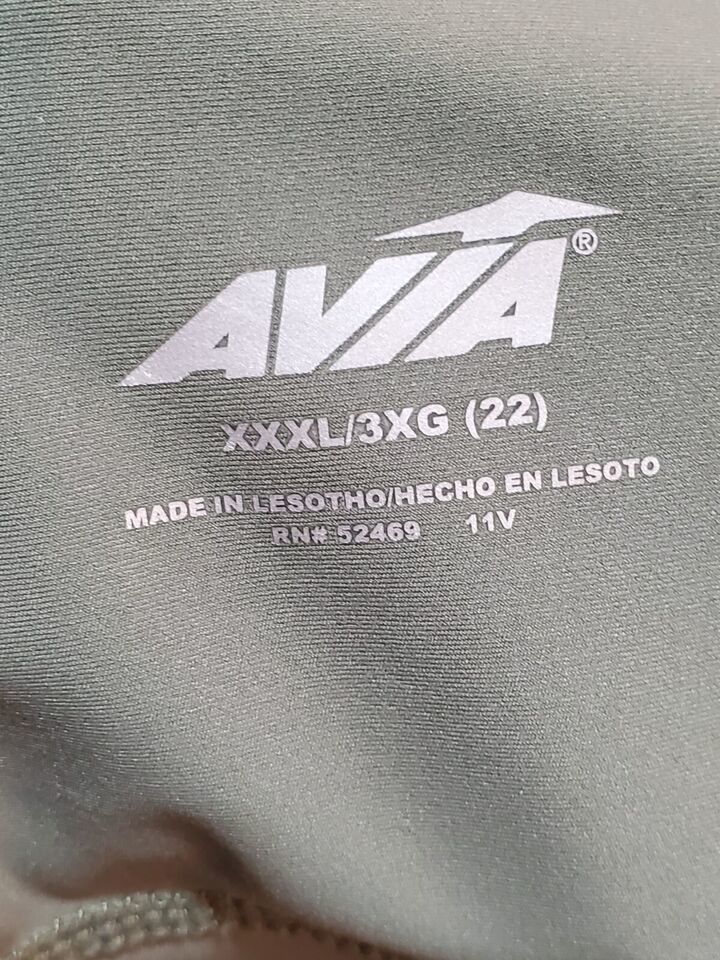 AVIA®
XXXL/3XG (22)
MADE IN LESOTHO/HECHO EN LESOTO
RN# 52469 11V